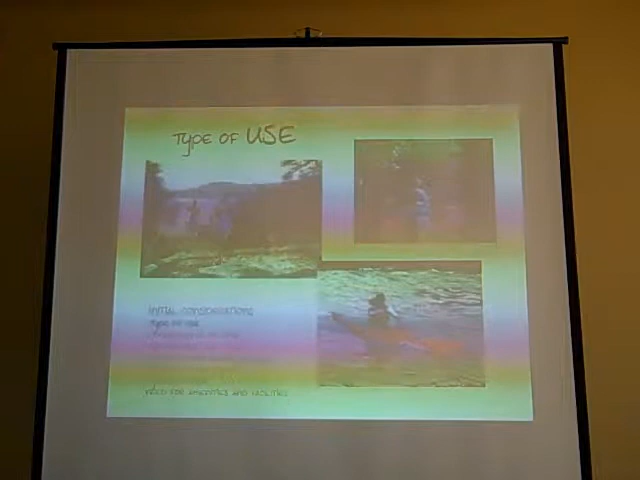 TYPE OF USE
INITIAL CONSIDERATIONS
TYPE OF USE
NEED FOR AMENITIES AND FACILITIES